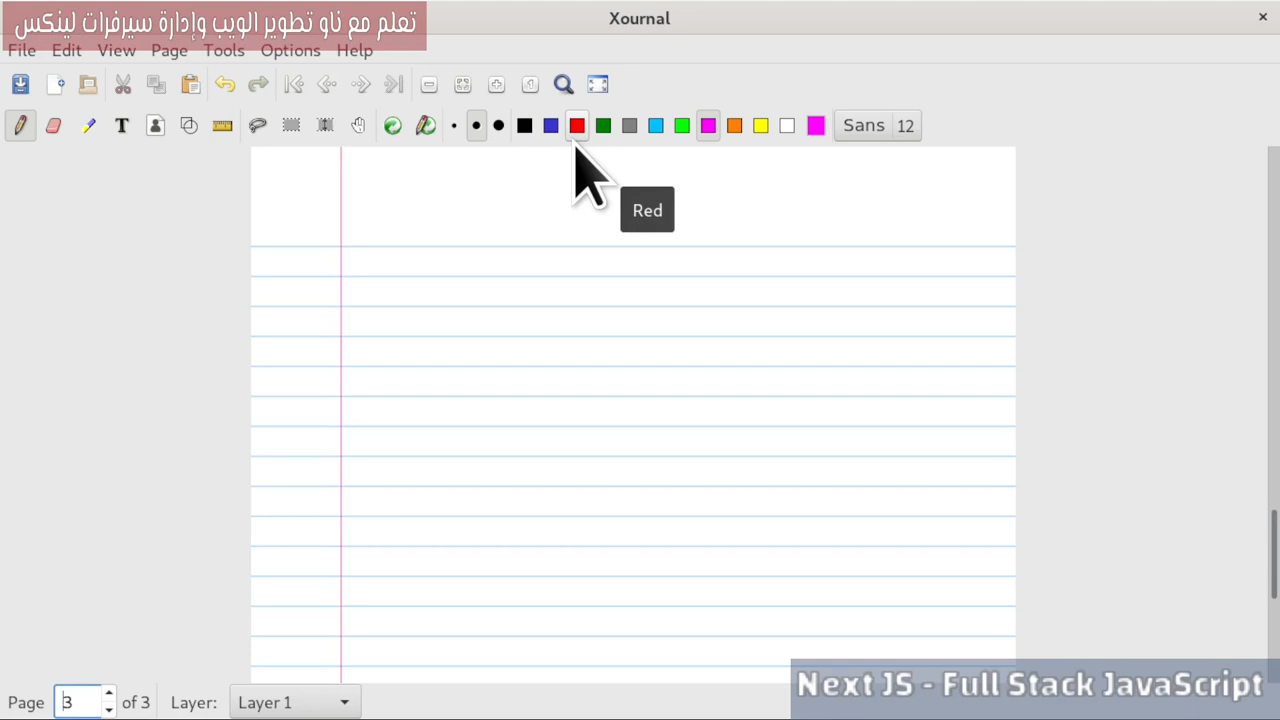 تعلم مع ناو تطوير الويب وإدارة سيرفرات لينكس
Xournal
File Edit View Page Tools Options Help
Sans 12
Red
Page 3 of 3 Layer: Layer 1
Next JS - Full Stack JavaScript